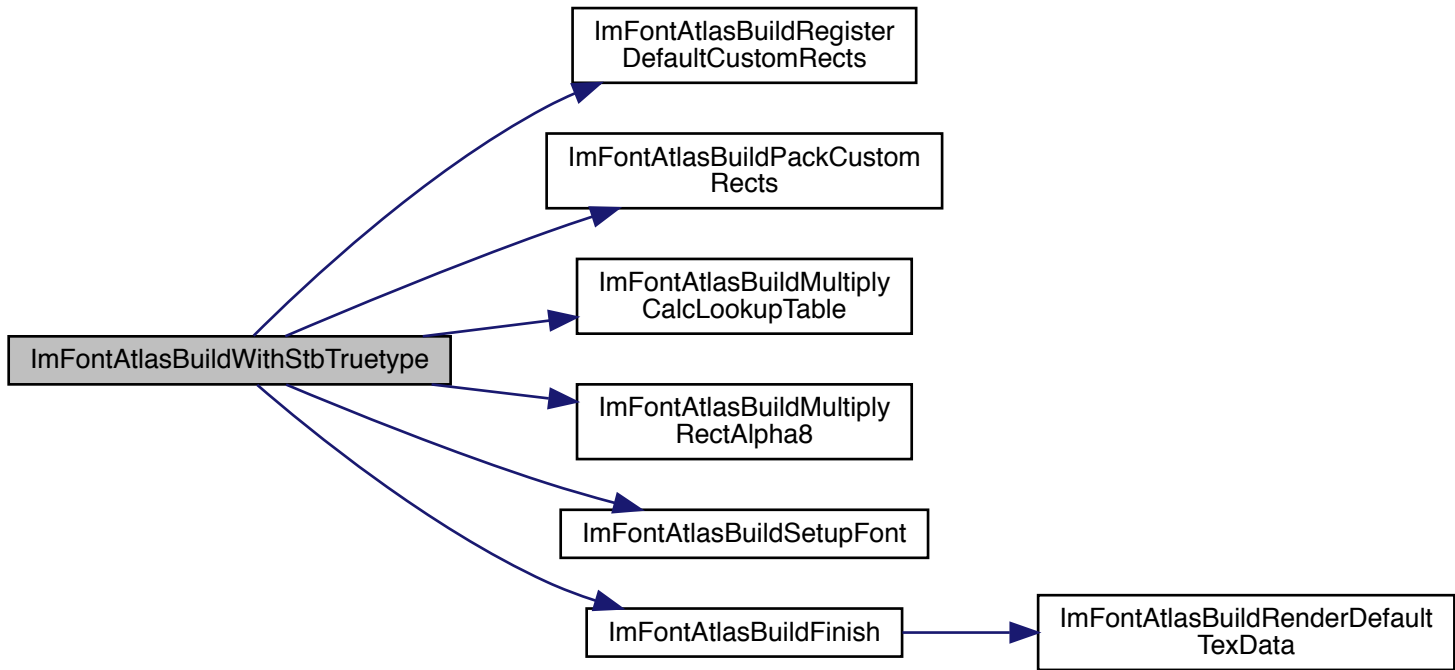 ImFontAtlasBuildWithStbTruetype
ImFontAtlasBuildRegister
DefaultCustomRects
ImFontAtlasBuildPackCustom
Rects
ImFontAtlasBuildMultiply
CalcLookupTable
ImFontAtlasBuildMultiply
RectAlpha8
ImFontAtlasBuildSetupFont
ImFontAtlasBuildFinish
ImFontAtlasBuildRenderDefault
TexData